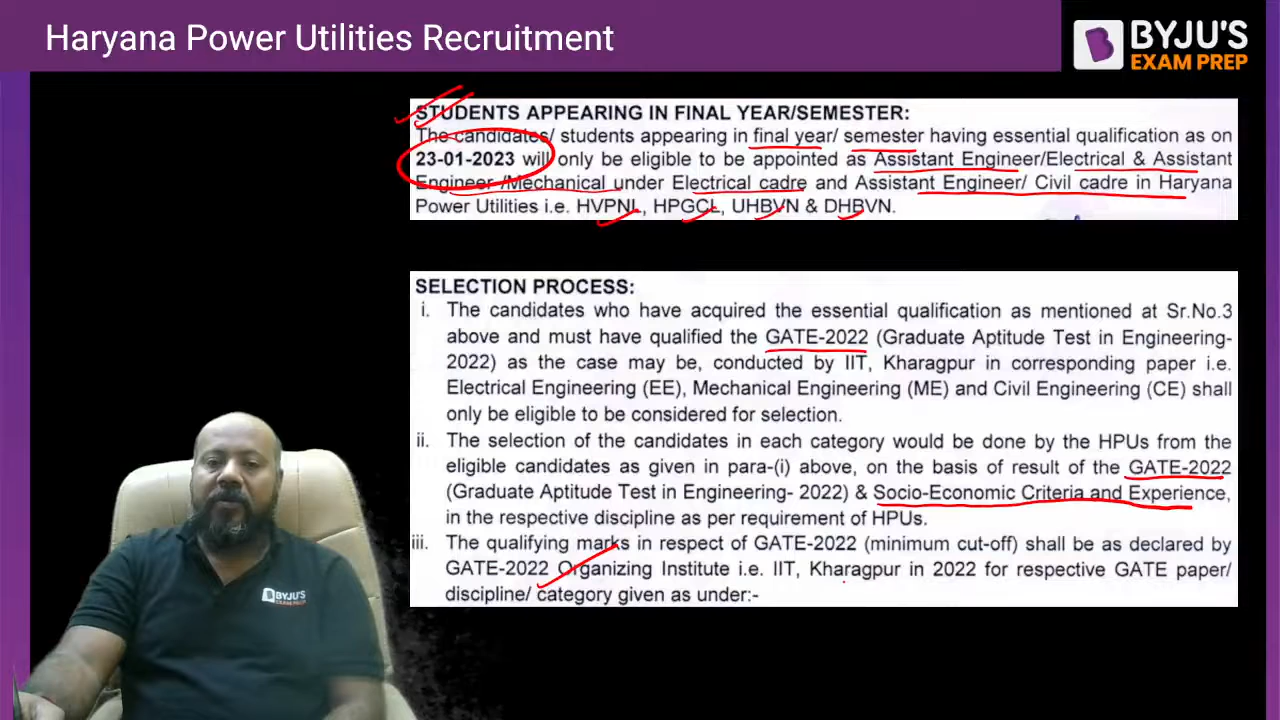 Haryana Power Utilities Recruitment
BYJU'S
EXAM PREP
STUDENTS APPEARING IN FINAL YEAR/SEMESTER:
The candidates/ students appearing in final year/ semester having essential qualification as on
23-01-2023 will only be eligible to be appointed as Assistant Engineer/Electrical & Assistant
Engineer /Mechanical under Electrical cadre and Assistant Engineer/ Civil cadre in Haryana
Power Utilities i.e. HVPNL, HPGCL, UHBVN & DHBVN.
SELECTION PROCESS:
i. The candidates who have acquired the essential qualification as mentioned at Sr.No.3
above and must have qualified the GATE-2022 (Graduate Aptitude Test in Engineering-
2022) as the case may be, conducted by IIT, Kharagpur in corresponding paper i.e.
Electrical Engineering (EE), Mechanical Engineering (ME) and Civil Engineering (CE) shall
only be eligible to be considered for selection.
ii. The selection of the candidates in each category would be done by the HPUs from the
eligible candidates as given in para-(i) above, on the basis of result of the GATE-2022
(Graduate Aptitude Test in Engineering- 2022) & Socio-Economic Criteria and Experience,
in the respective discipline as per requirement of HPUs.
iii. The qualifying marks in respect of GATE-2022 (minimum cut-off) shall be as declared by
GATE-2022 Organizing Institute i.e. IIT, Kharagpur in 2022 for respective GATE paper/
discipline/ category given as under:-
BYJU'S
EXAM PREP